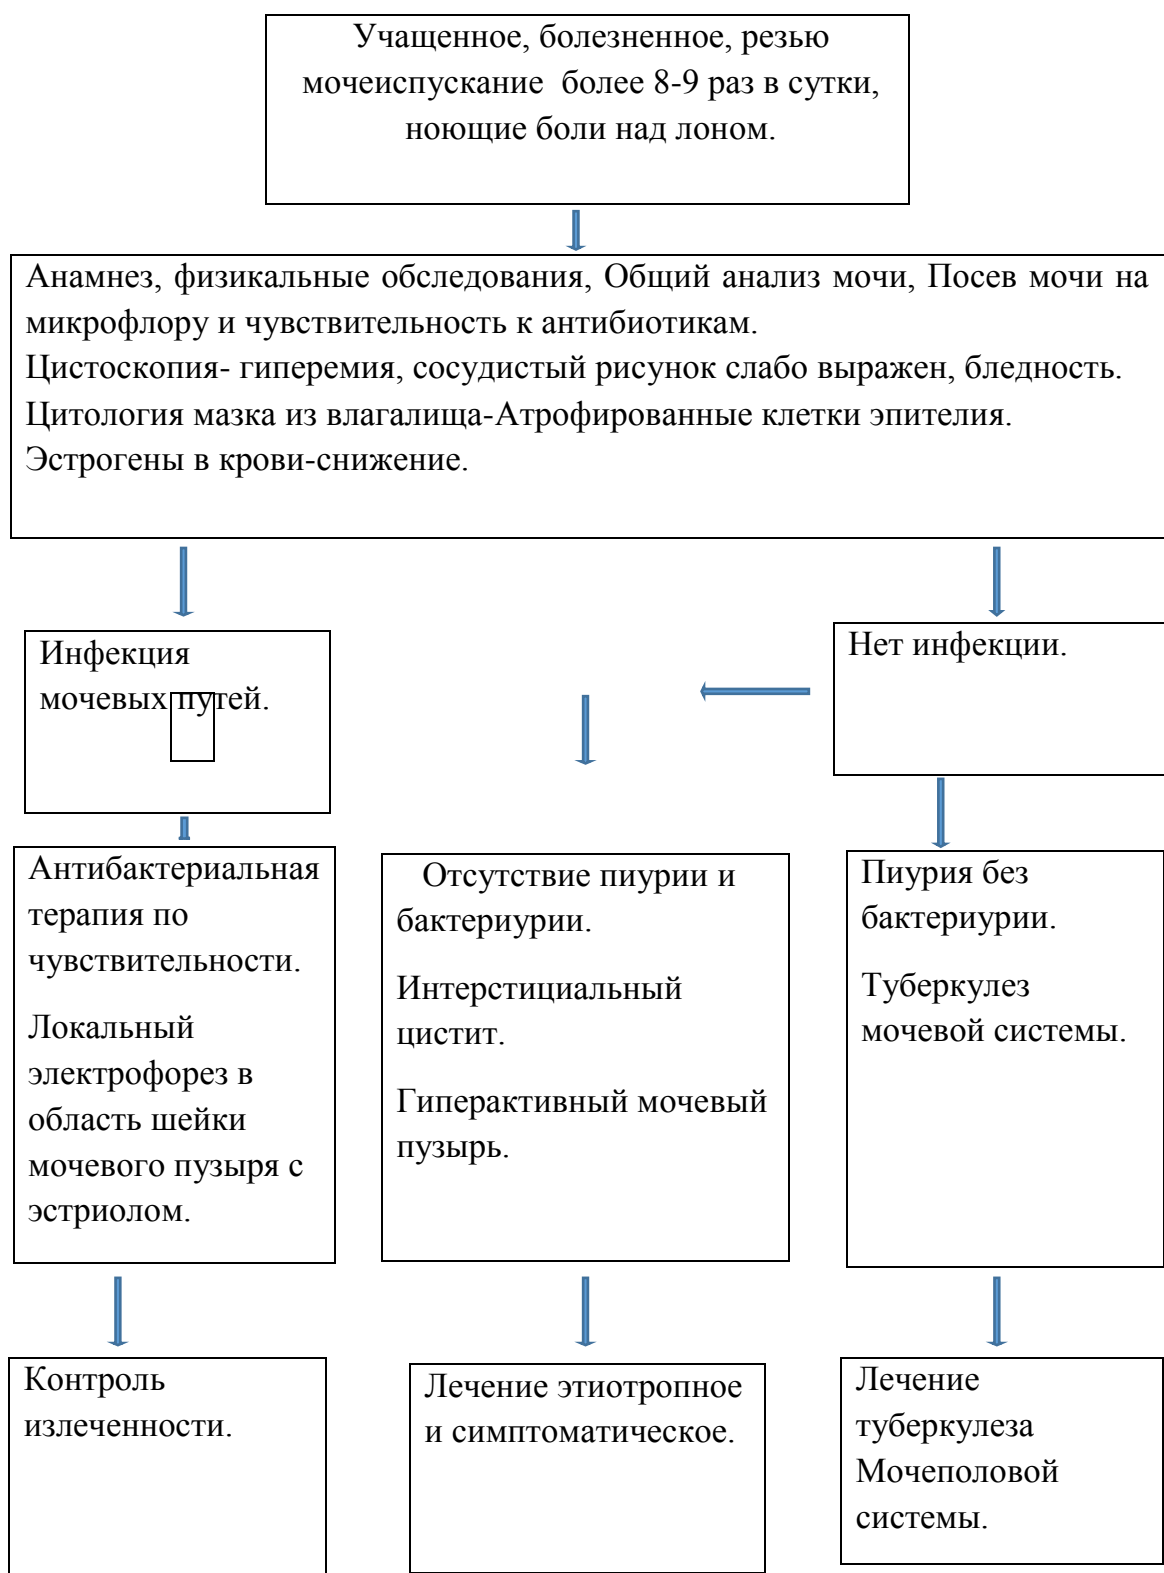 Учащенное, болезненное, резью
мочеиспускание более 8-9 раз в сутки,
ноющие боли над лоном.
Анамнез, физикальные обследования, Общий анализ мочи, Посев мочи на
микрофлору и чувствительность к антибиотикам.
Цистоскопия- гиперемия, сосудистый рисунок слабо выражен, бледность.
Цитология мазка из влагалища-Атрофированные клетки эпителия.
Эстрогены в крови-снижение.
Инфекция
мочевых путей.
Нет инфекции.
Антибактериальная
терапия по
чувствительности.
Локальный
электрофорез в
область шейки
мочевого пузыря с
эстриолом.
Отсутствие пиурии и
бактериурии.
Интерстициальный
цистит.
Гиперактивный мочевый
пузырь.
Пиурия без
бактериурии.
Туберкулез
мочевой системы.
Контроль
излеченности.
Лечение этиотропное
и симптоматическое.
Лечение
туберкулеза
Мочеполовой
системы.